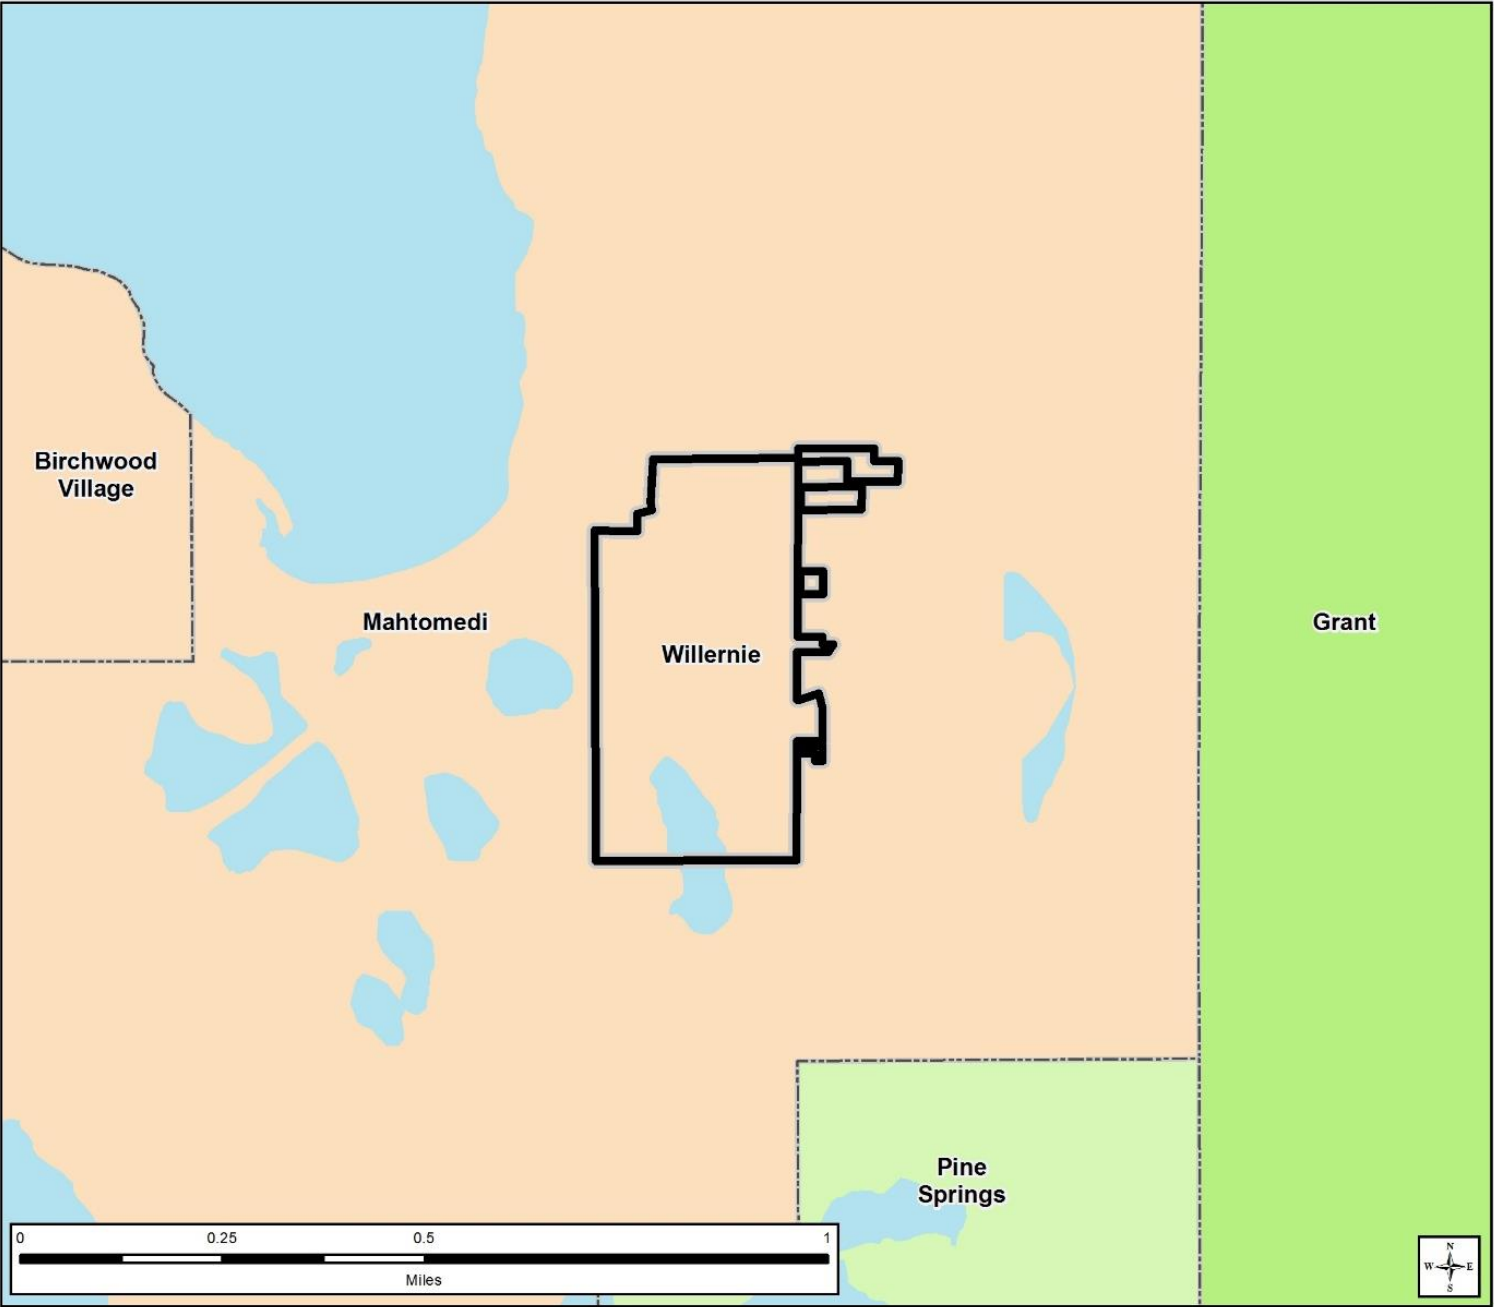 Birchwood
Village
Mahtomedi
Willernie
Grant
Pine
Springs
0 0.25 0.5 1
Miles
N
W E
S